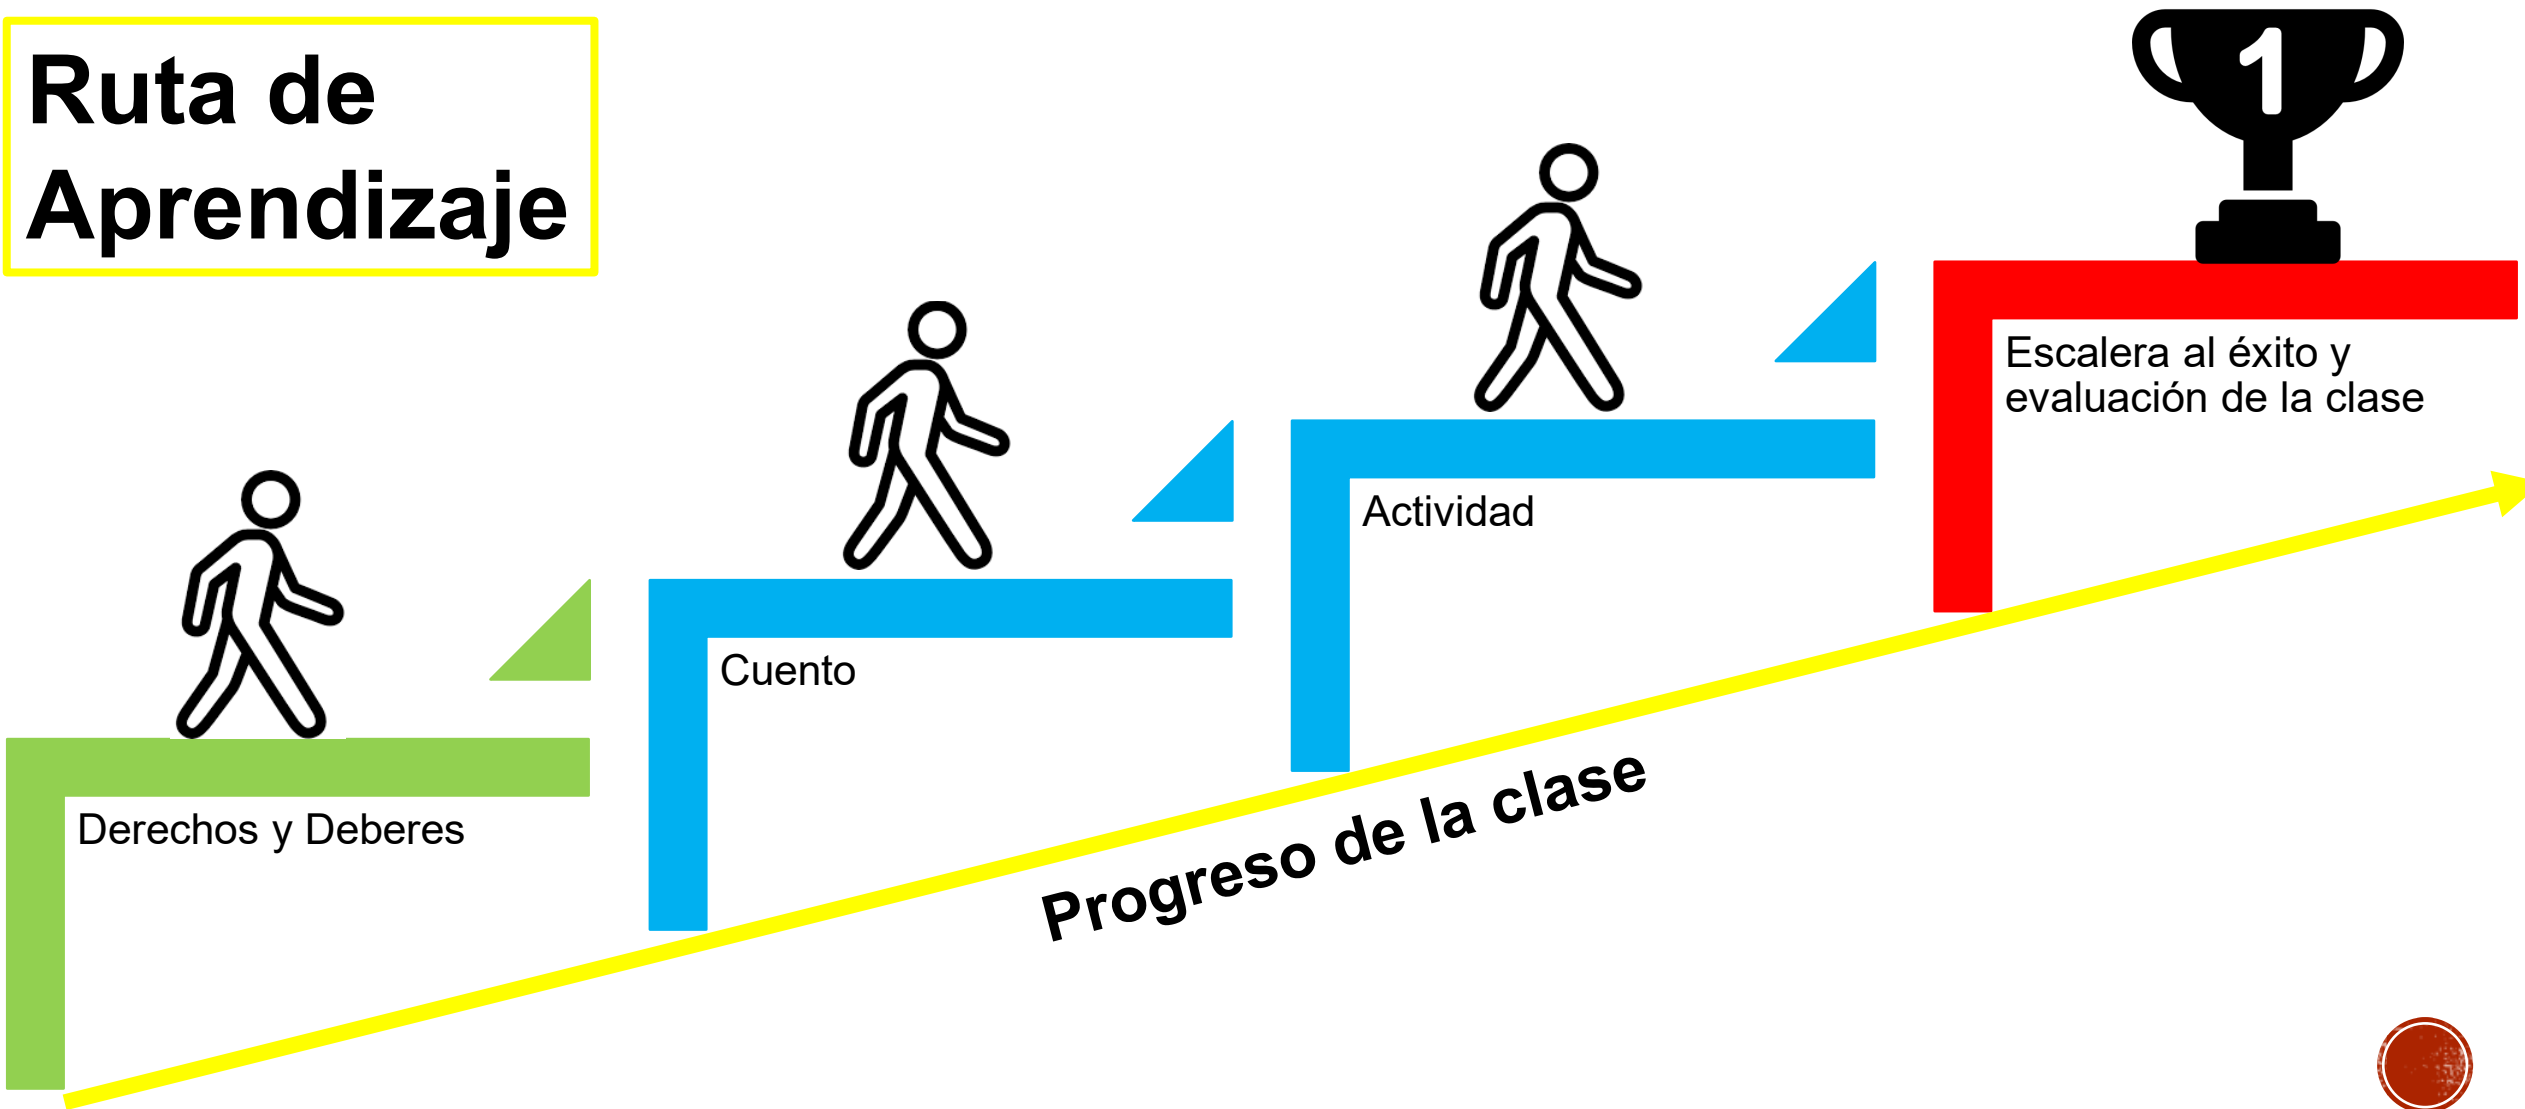 Ruta de
Aprendizaje
1
Escalera al éxito y
evaluación de la clase
Actividad
Cuento
Derechos y Deberes
Progreso de la clase